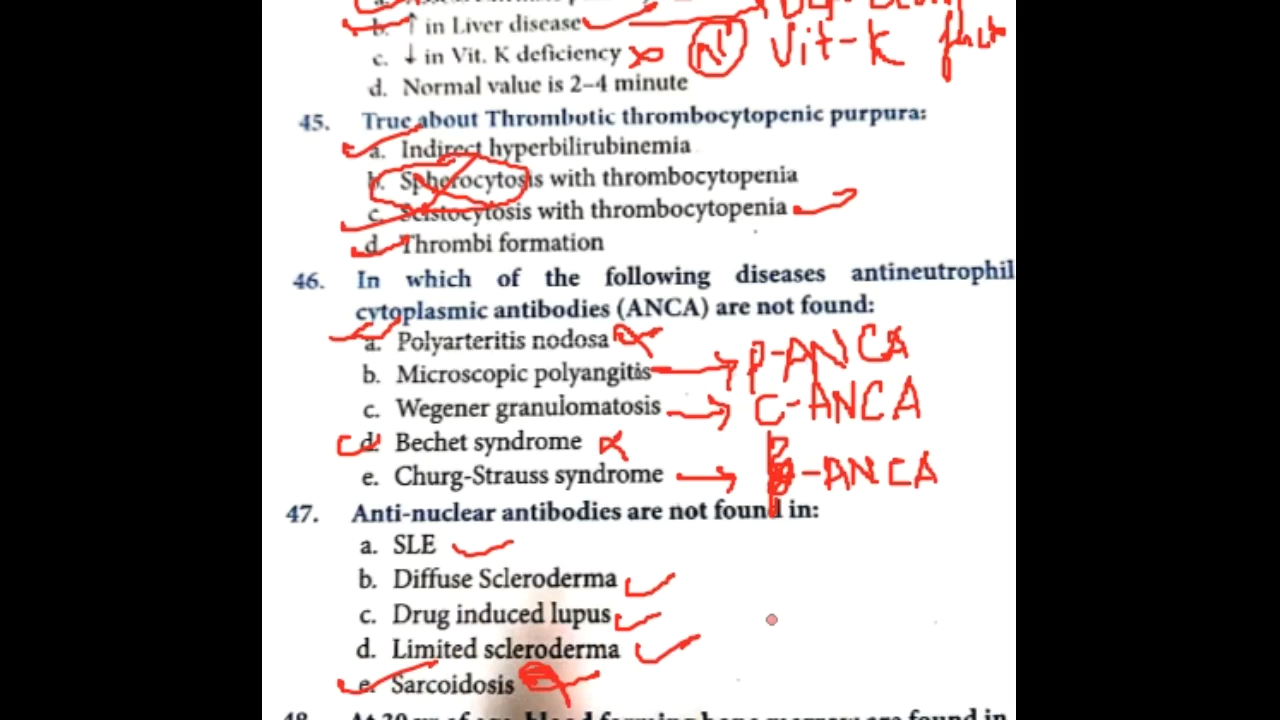 b. ↑ in Liver disease
c. ↓ in Vit. K deficiency Vit-K
d. Normal value is 2–4 minute
45. True about Thrombotic thrombocytopenic purpura:
a. Indirect hyperbilirubinemia
b. Spherocytosis with thrombocytopenia
c. Scistocytosis with thrombocytopenia
d. Thrombi formation
46. In which of the following diseases antineutrophil
cytoplasmic antibodies (ANCA) are not found:
a. Polyarteritis nodosa
b. Microscopic polyangitis → P-ANCA
c. Wegener granulomatosis → C-ANCA
d. Bechet syndrome
e. Churg-Strauss syndrome → P-ANCA
47. Anti-nuclear antibodies are not found in:
a. SLE
b. Diffuse Scleroderma
c. Drug induced lupus
d. Limited scleroderma
e. Sarcoidosis